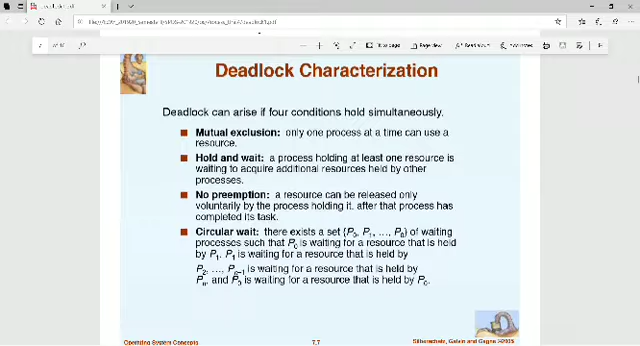 Page view
Read aloud
Add notes
Deadlock Characterization
Deadlock can arise if four conditions hold simultaneously.
Mutual exclusion: only one process at a time can use a
resource.
Hold and wait: a process holding at least one resource is
waiting to acquire additional resources held by other
processes.
No preemption: a resource can be released only
voluntarily by the process holding it, after that process has
completed its task.
Circular wait: there exists a set {P0, P1, …, P0} of waiting
processes such that P0 is waiting for a resource that is held
by P1, P1 is waiting for a resource that is held by
P2, …, Pn–1 is waiting for a resource that is held by
Pn, and P0 is waiting for a resource that is held by P0.
Operating System Concepts
7.7
Silberschatz, Galvin and Gagne ©2005